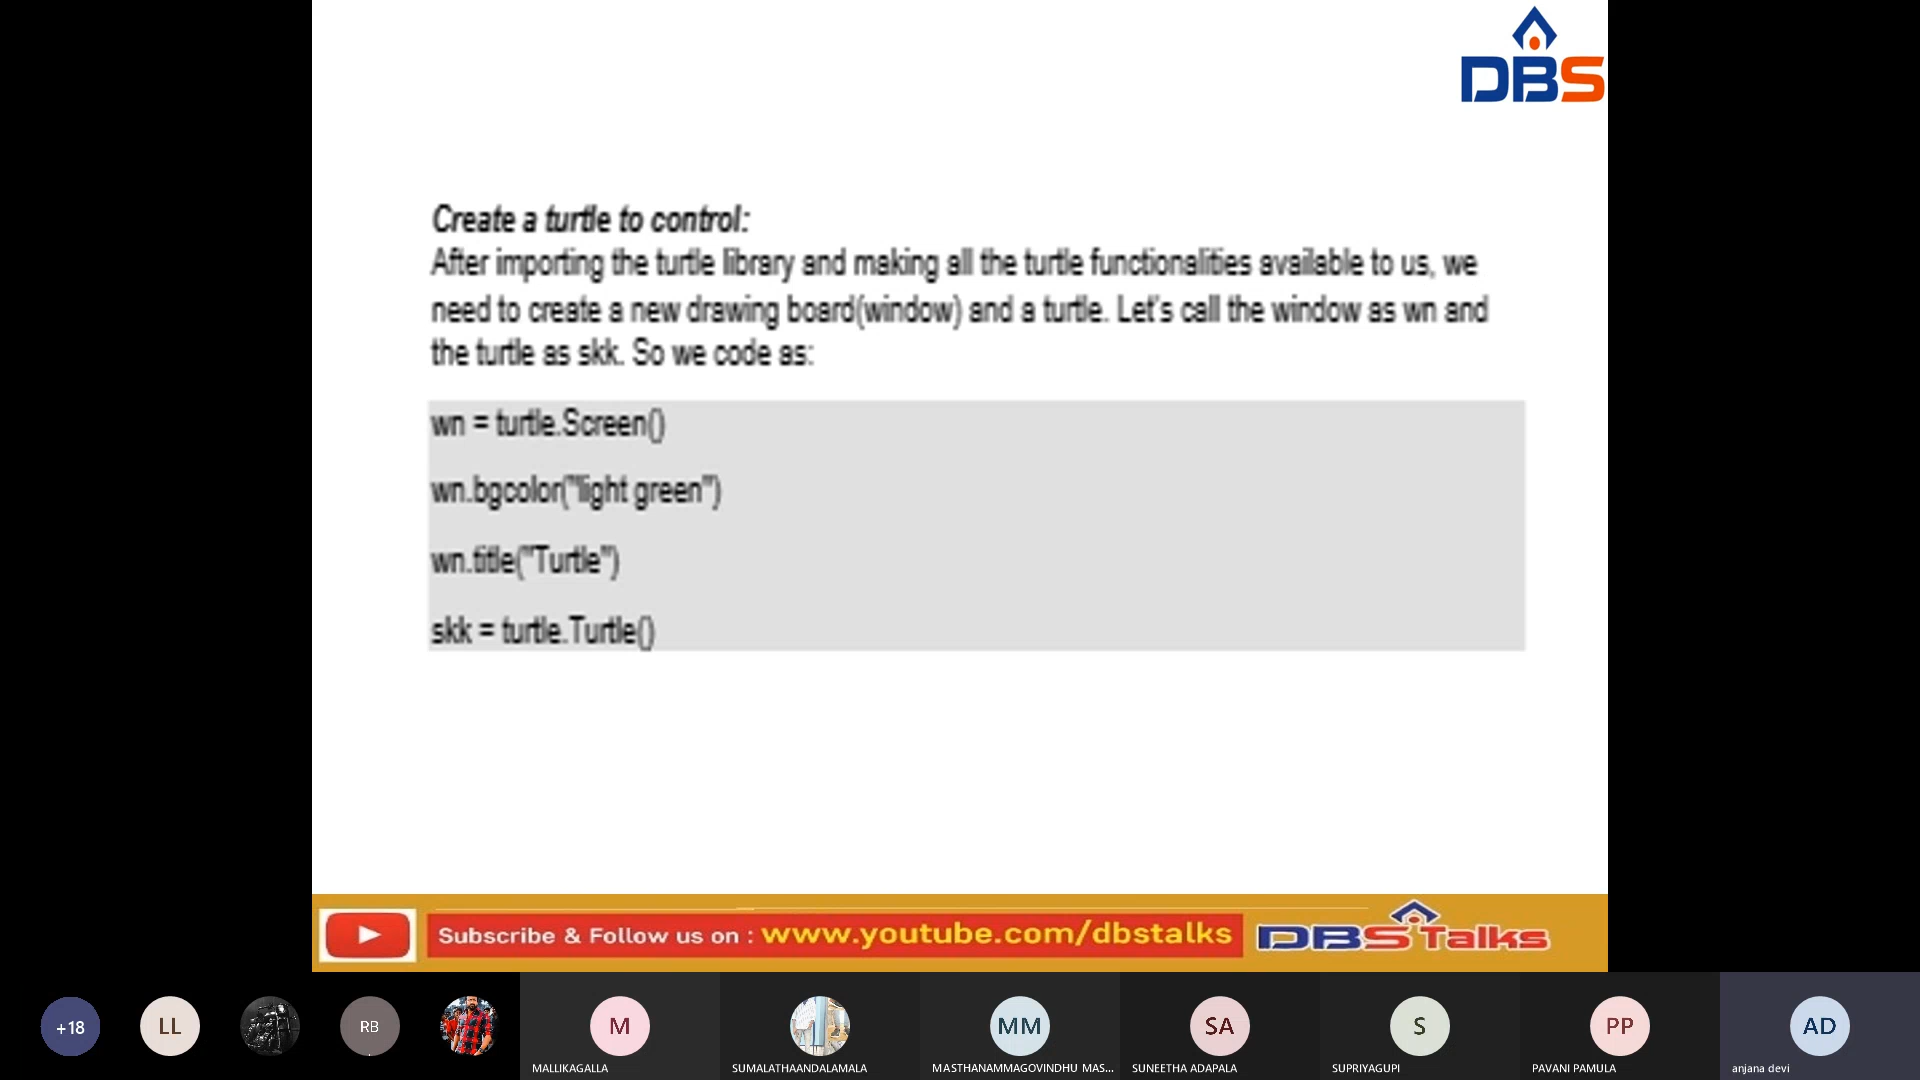 DBS
Create a turtle to control:
After importing the turtle library and making all the turtle functionalities available to us, we
need to create a new drawing board(window) and a turtle. Let's call the window as wn and
the turtle as skk. So we code as:
wn = turtle.Screen()
wn.bgcolor("light green")
wn.title("Turtle")
skk = turtle.Turtle()
Subscribe & Follow us on : www.youtube.com/dbstalks
DBS Talks
+18
LL
RB
M
MM
SA
S
PP
AD
MALLIKAGALLA
SUMALATHAANDALAMALA
MASTHANAMMAGOVINDHU MAS...
SUNEETHA ADAPALA
SUPRIYAGUPI
PAVANI PAMULA
anjana devi